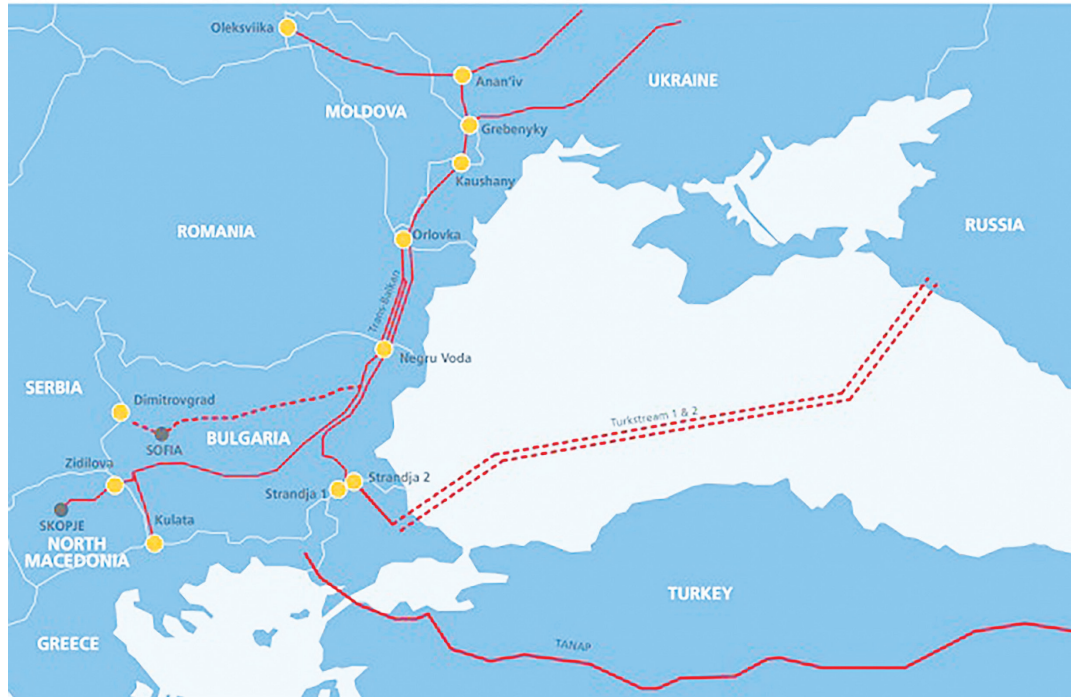 Oleksviika
Anan'iv
UKRAINE
MOLDOVA
Grebenyky
Kaushany
ROMANIA
Orlovka
RUSSIA
Trans-Balkan
Negru Voda
SERBIA
Dimitrovgrad
Turkstream 1 & 2
SOFIA
BULGARIA
Zidilova
Strandja 2
Strandja 1
SKOPJE
Kulata
NORTH
MACEDONIA
TURKEY
GREECE
TANAP